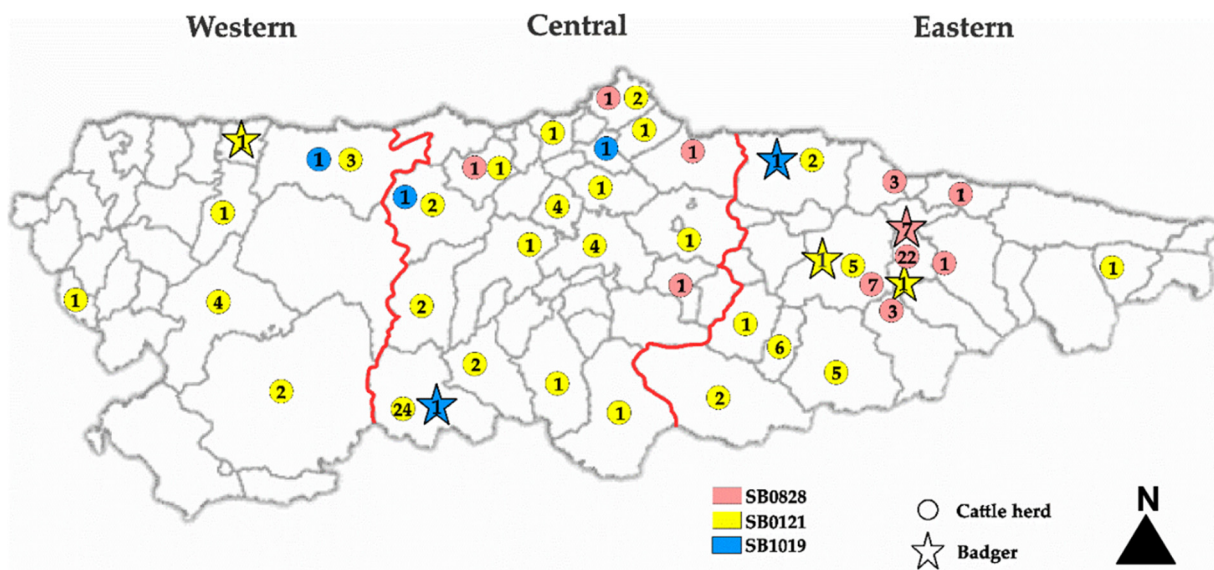 Western Central Eastern
1 2
1 1 1
1 3 1 1 1 1 1 2
3 1
1 1 2 4 1
7
1 4 1
1 5 22 1 1
1 4 2 1 7 1
3
1
6
2 5
2 24 1 1 1 2
SB0828
SB0121
SB1019
Cattle herd
Badger
N